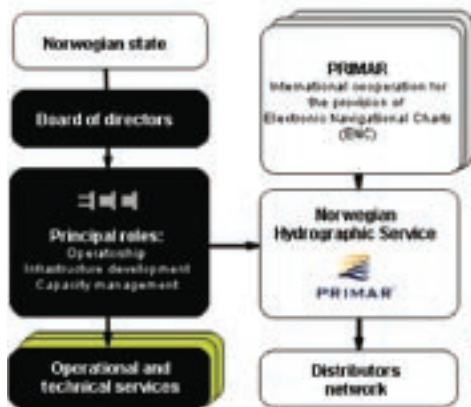 Norwegian state
Board of directors
Principal roles:
Operatorship
Infrastructure development
Capacity management
Operational and
technical services
PRIMAR
International cooperation for
the provision of
Electronic Navigational Charts
(ENC)
Norwegian
Hydrographic Service
PRIMAR
Distributors
network